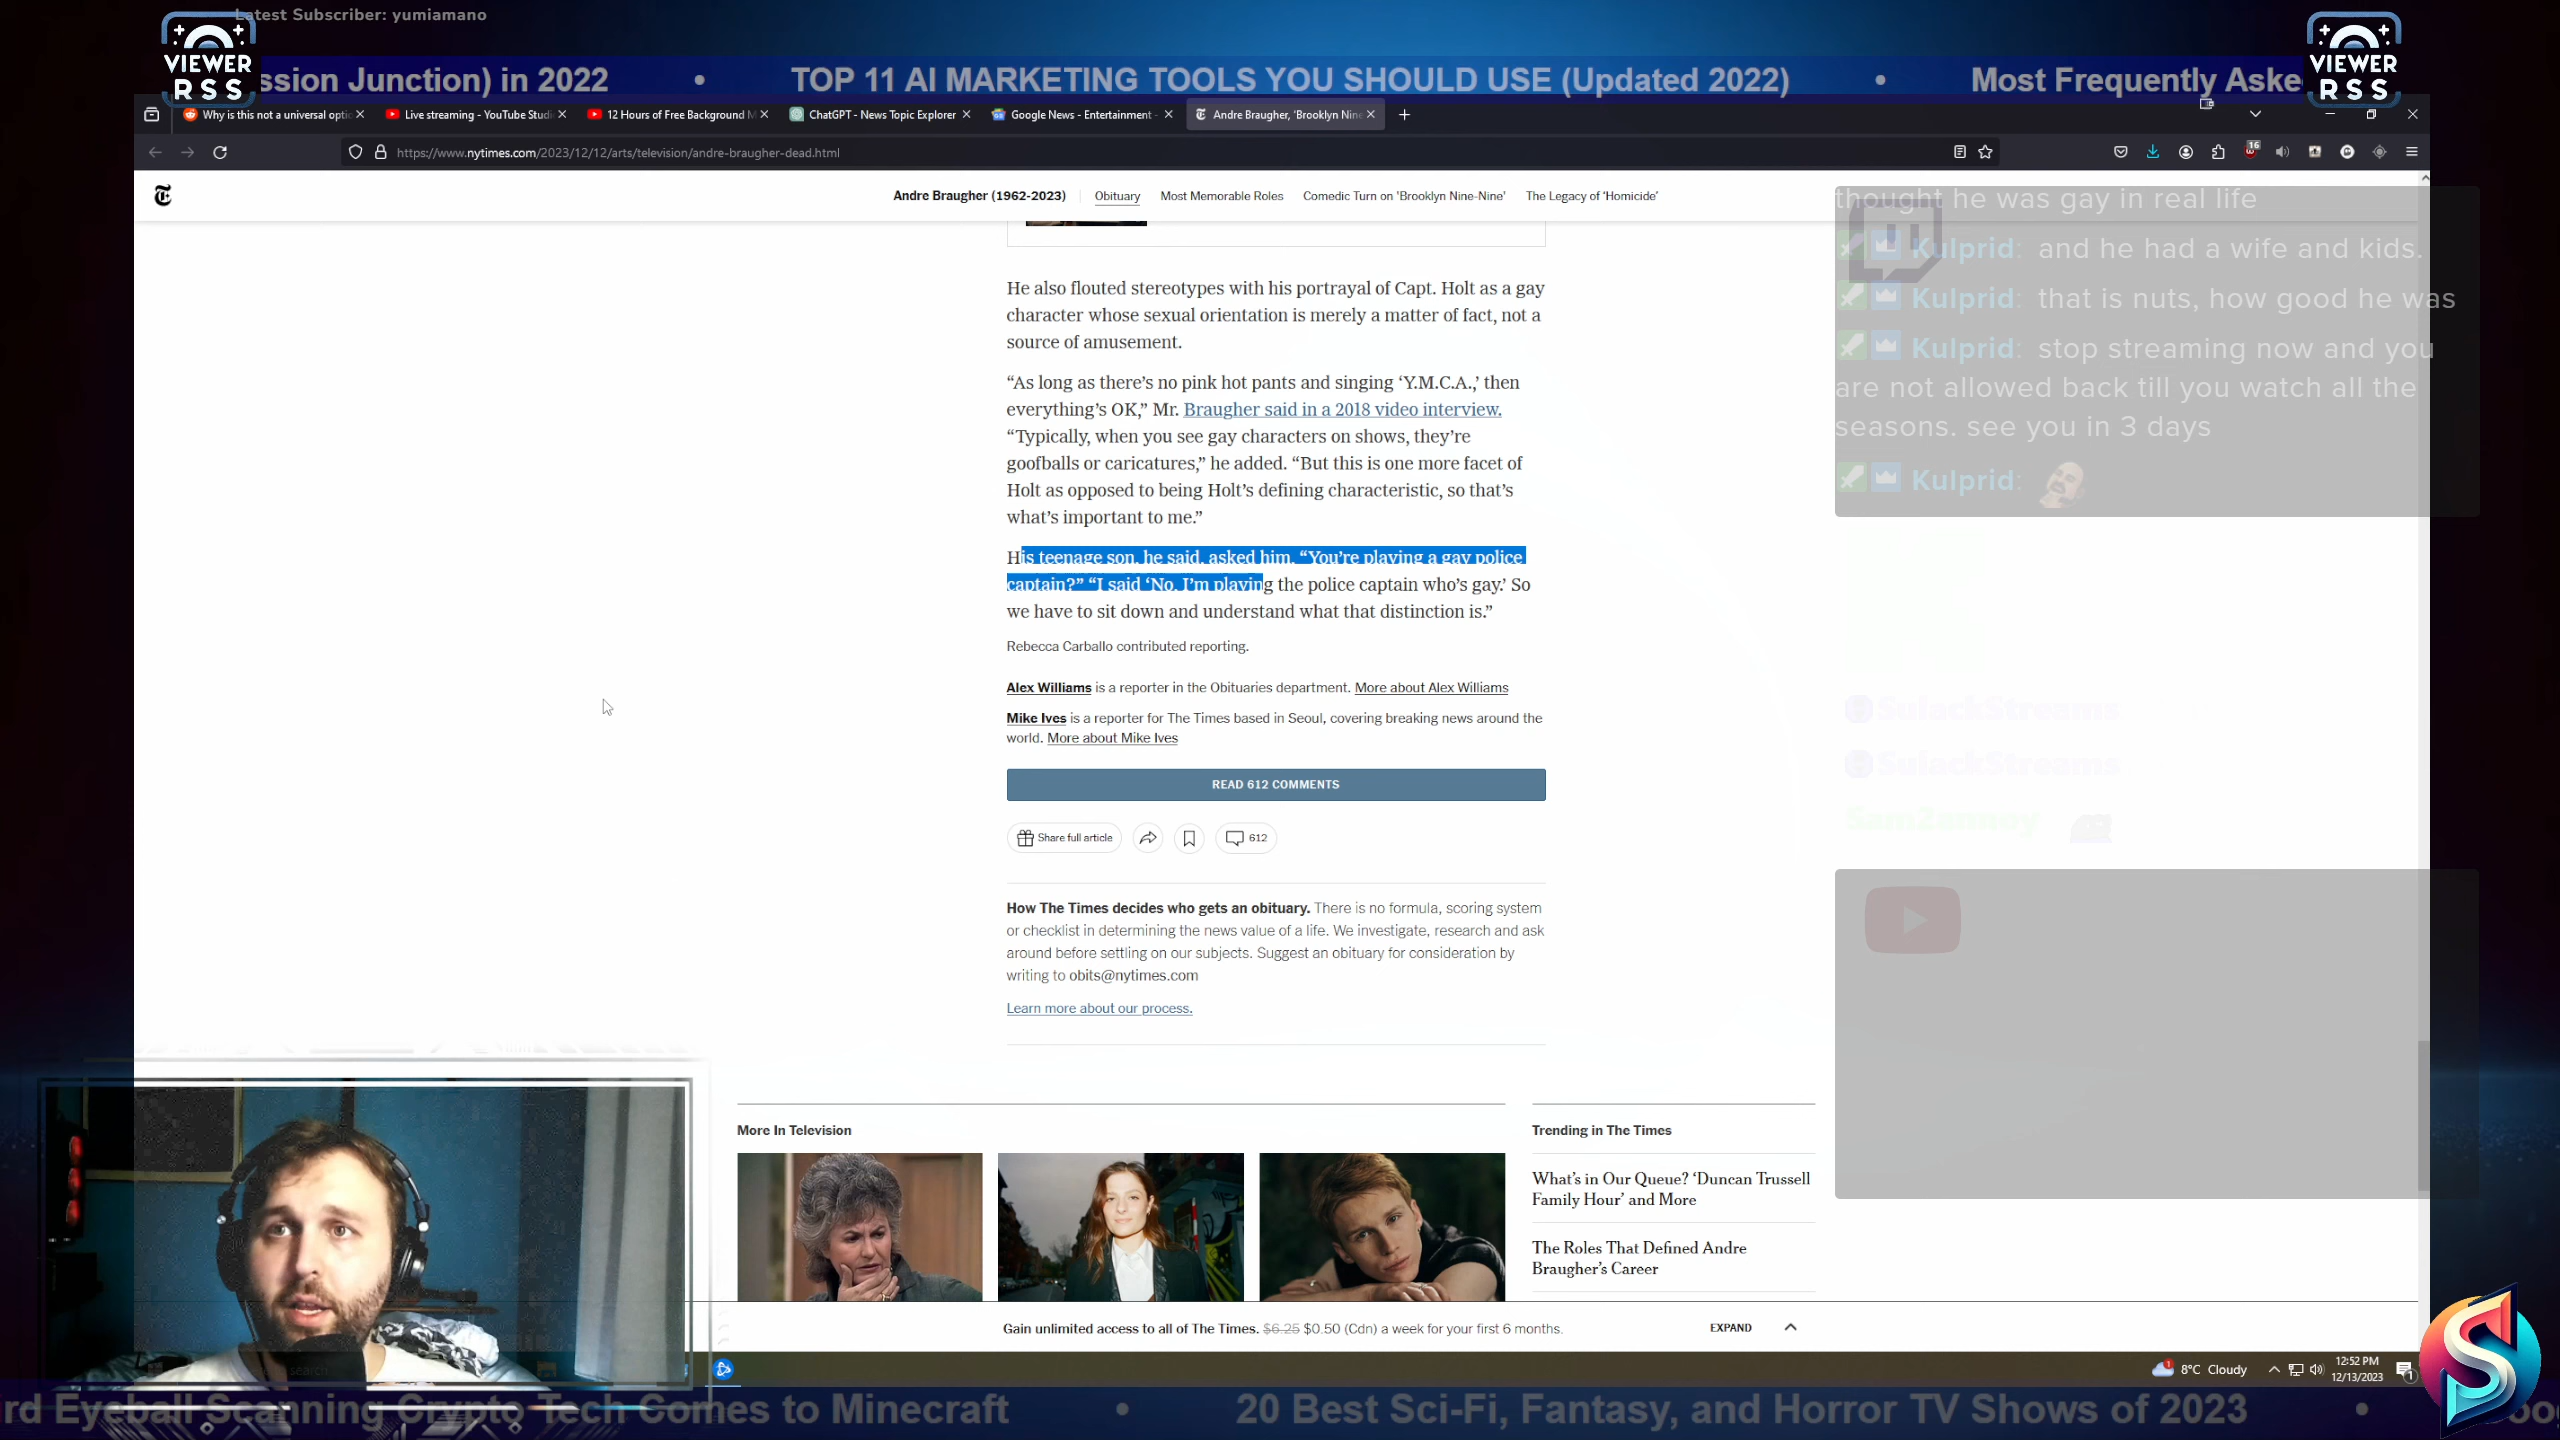 Latest Subscriber: yumiamano
VIEWER
RSS
ssion Junction) in 2022 • TOP 11 AI MARKETING TOOLS YOU SHOULD USE (Updated 2022) • Most Frequently Aske
VIEWER
RSS
Why is this not a universal optio
Live streaming - YouTube Studi
12 Hours of Free Background M
ChatGPT - News Topic Explorer
Google News - Entertainment -
Andre Braugher, ‘Brooklyn Nine
https://www.nytimes.com/2023/12/12/arts/television/andre-braugher-dead.html
16
Andre Braugher (1962-2023)
Obituary
Most Memorable Roles
Comedic Turn on ‘Brooklyn Nine-Nine’
The Legacy of ‘Homicide’
He also flouted stereotypes with his portrayal of Capt. Holt as a gay
character whose sexual orientation is merely a matter of fact, not a
source of amusement.
“As long as there’s no pink hot pants and singing ‘Y.M.C.A.,’ then
everything’s OK,” Mr. Braugher said in a 2018 video interview.
“Typically, when you see gay characters on shows, they’re
goofballs or caricatures,” he added. “But this is one more facet of
Holt as opposed to being Holt’s defining characteristic, so that’s
what’s important to me.”
His teenage son, he said, asked him, “You’re playing a gay police
captain?” “I said ‘No, I’m playing the police captain who’s gay.’ So
we have to sit down and understand what that distinction is.”
Rebecca Carballo contributed reporting.
Alex Williams is a reporter in the Obituaries department. More about Alex Williams
Mike Ives is a reporter for The Times based in Seoul, covering breaking news around the
world. More about Mike Ives
READ 612 COMMENTS
Share full article
612
How The Times decides who gets an obituary. There is no formula, scoring system
or checklist in determining the news value of a life. We investigate, research and ask
around before settling on our subjects. Suggest an obituary for consideration by
writing to obits@nytimes.com
Learn more about our process.
thought he was gay in real life
Kulprid: and he had a wife and kids.
Kulprid: that is nuts, how good he was
Kulprid: stop streaming now and you
are not allowed back till you watch all the
seasons. see you in 3 days
Kulprid:
SulackStreams
SulackStreams
More In Television
Trending in The Times
What’s in Our Queue? ‘Duncan Trussell
Family Hour’ and More
The Roles That Defined Andre
Braugher’s Career
Gain unlimited access to all of The Times. $6.25 $0.50 (Cdn) a week for your first 6 months.
EXPAND
search
1
8°C Cloudy
12:52 PM
12/13/2023
1
rd Eyeball Scanning Crypto Tech Comes to Minecraft • 20 Best Sci-Fi, Fantasy, and Horror TV Shows of 2023 •
S